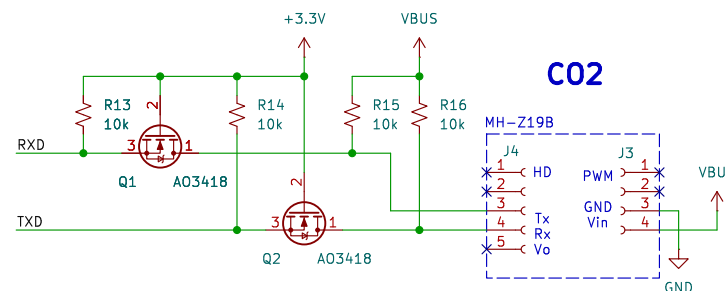 +3.3V
VBUS
CO2
R13
10k
R14
10k
R15
10k
R16
10k
MH-Z19B
2
RXD
3
1
Q1
AO3418
J4
J3
1
HD
PWM
1
2
2
3
Tx
GND
3
4
Rx
Vin
4
5
Vo
VBU
2
TXD
3
1
Q2
AO3418
GND